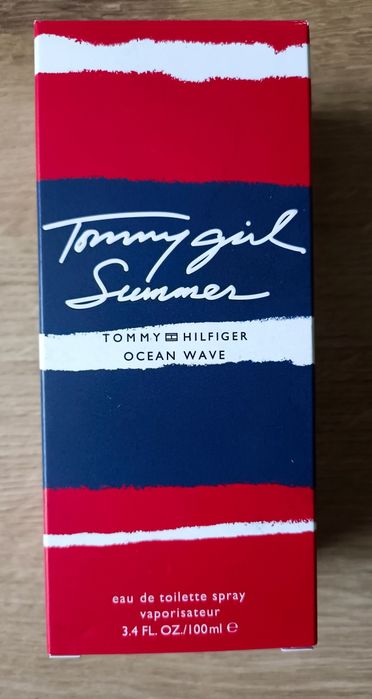 Tommy girl
Summer
TOMMY HILFIGER
OCEAN WAVE
eau de toilette spray
vaporisateur
3.4 FL. OZ./100ml ℮